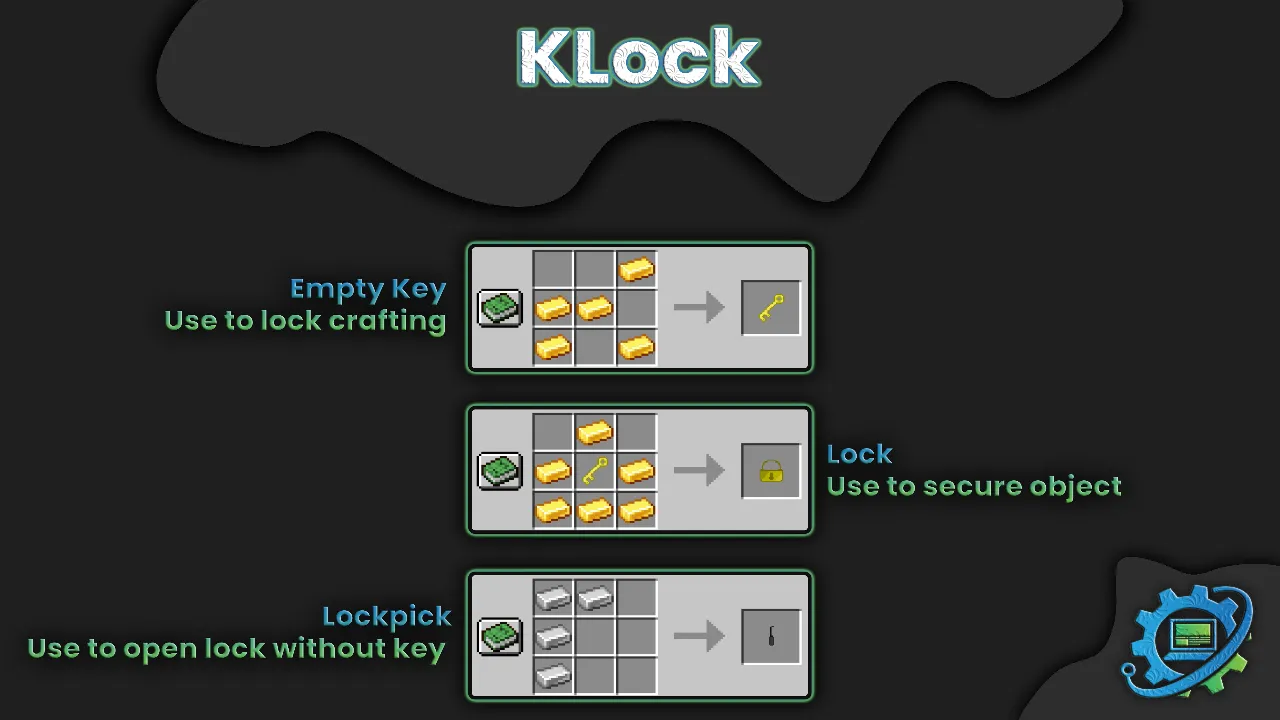 KLock
Empty Key
Use to lock crafting
Lock
Use to secure object
Lockpick
Use to open lock without key